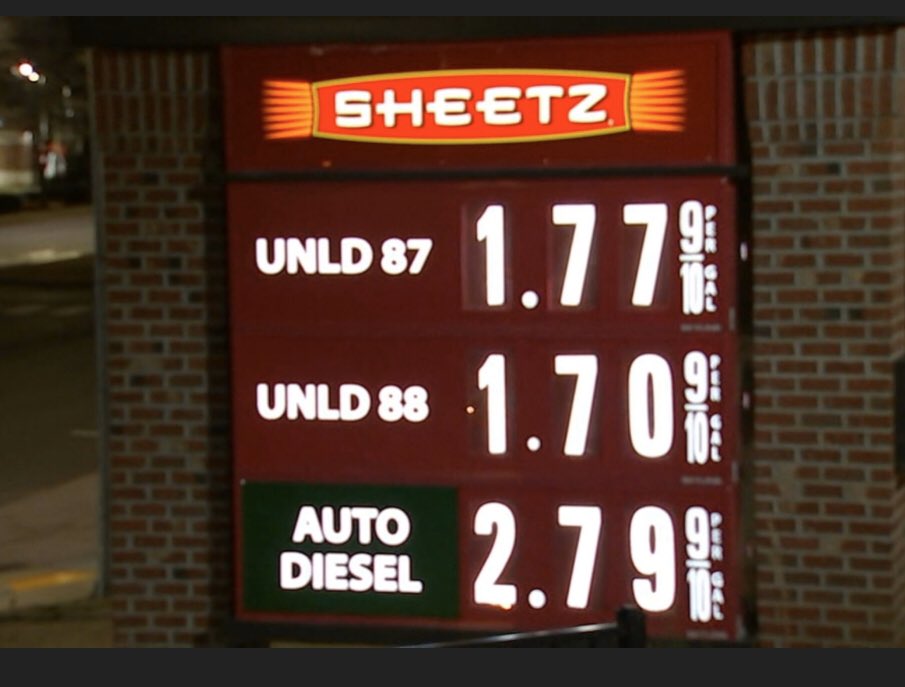 SHEETZ
UNLD 87 1.77 9/10 PER GAL
UNLD 88 1.70 9/10 PER GAL
AUTO DIESEL 2.79 9/10 PER GAL